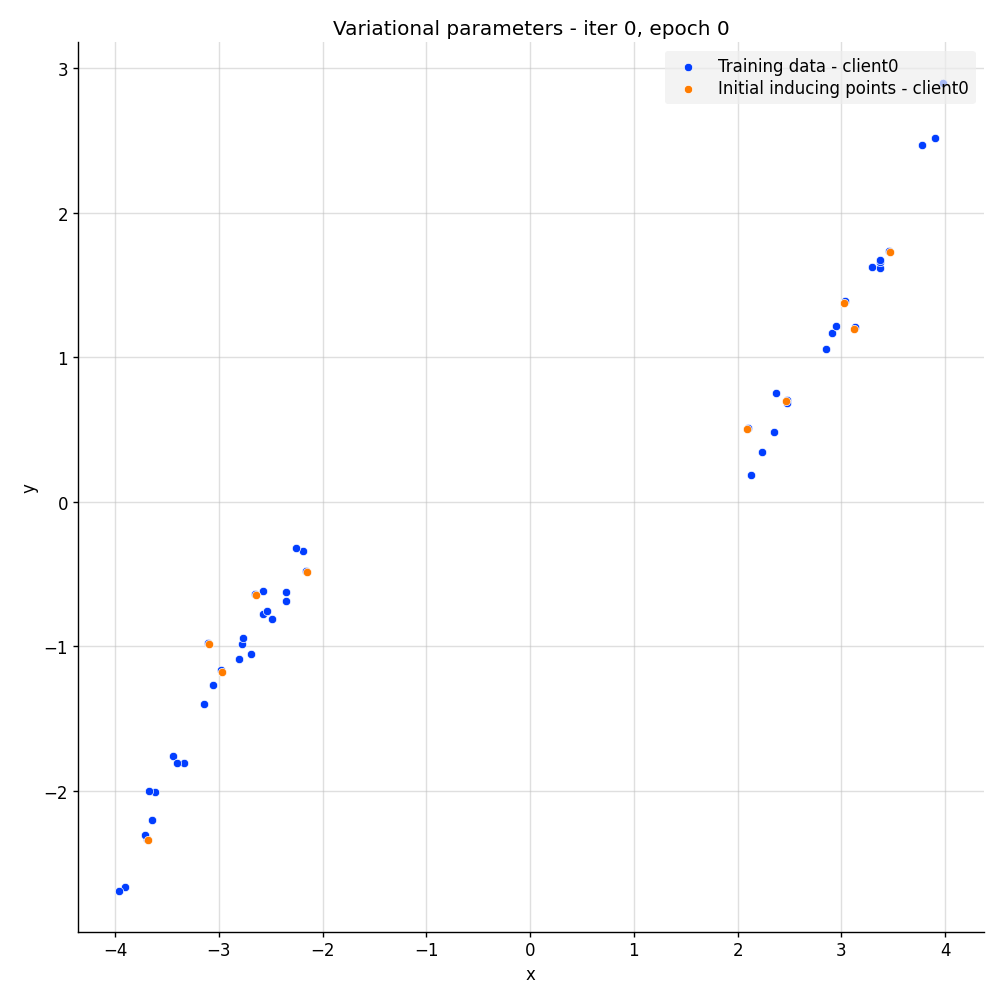 Variational parameters - iter 0, epoch 0
Training data - client0
Initial inducing points - client0
3
2
1
0
−1
−2
y
−4 −3 −2 −1 0 1 2 3 4
x